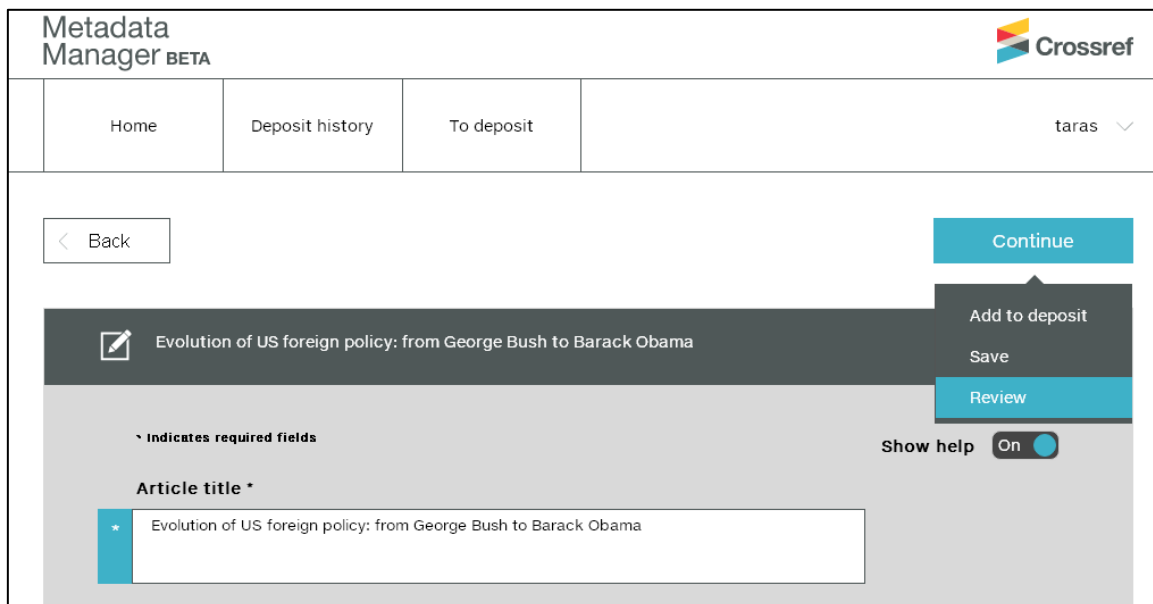 Metadata
Manager BETA
Crossref
Home
Deposit history
To deposit
taras
Back
Continue
Add to deposit
Save
Review
Evolution of US foreign policy: from George Bush to Barack Obama
* Indicates required fields
Show help
On
Article title *
*
Evolution of US foreign policy: from George Bush to Barack Obama